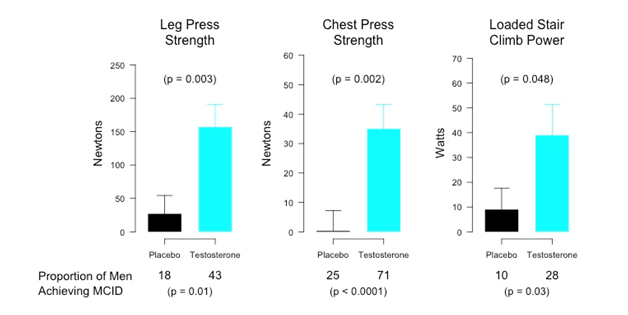 Leg Press
Strength
Chest Press
Strength
Loaded Stair
Climb Power
(p = 0.003)
(p = 0.002)
(p = 0.048)
Newtons
250
200
150
100
50
0
Newtons
60
50
40
30
20
10
0
Watts
70
60
50
40
30
20
10
0
Placebo Testosterone
Placebo Testosterone
Placebo Testosterone
Proportion of Men 18 43 25 71 10 28
Achieving MCID (p = 0.01) (p < 0.0001) (p = 0.03)